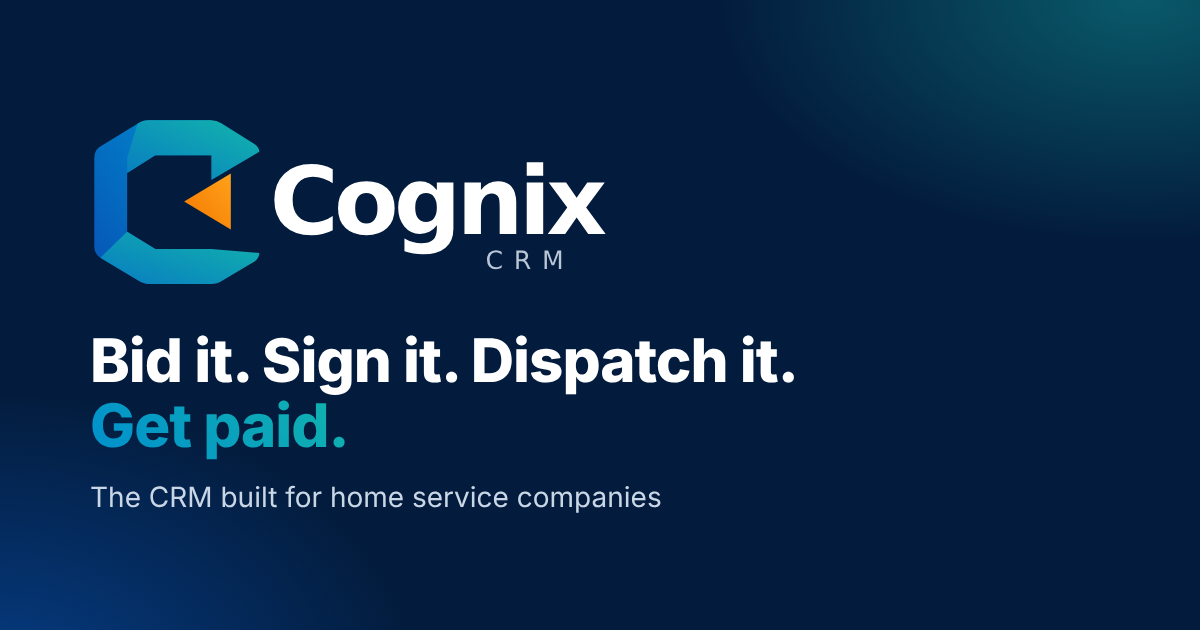 Cognix
CRM
Bid it. Sign it. Dispatch it.
Get paid.
The CRM built for home service companies